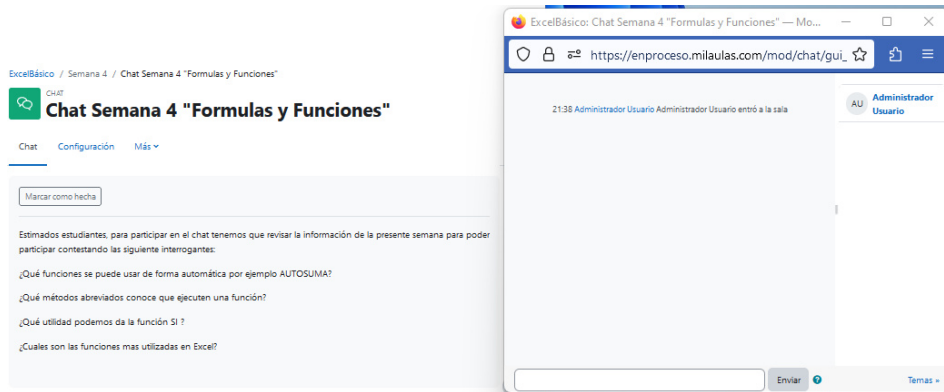 ExcelBásico / Semana 4 / Chat Semana 4 "Formulas y Funciones"
CHAT
Chat Semana 4 "Formulas y Funciones"
Chat Configuración Más
Marcar como hecha
Estimados estudiantes, para participar en el chat tenemos que revisar la información de la presente semana para poder
participar contestando las siguiente interrogantes:
¿Qué funciones se puede usar de forma automática por ejemplo AUTOSUMA?
¿Qué métodos abreviados conoce que ejecuten una función?
¿Qué utilidad podemos da la función SI ?
¿Cuales son las funciones mas utilizadas en Excel?
ExcelBásico: Chat Semana 4 "Formulas y Funciones" — Mo...
https://enproceso.milaulas.com/mod/chat/gui_
21:38 Administrador Usuario Administrador Usuario entró a la sala
AU Administrador
Usuario
Enviar
Temas »